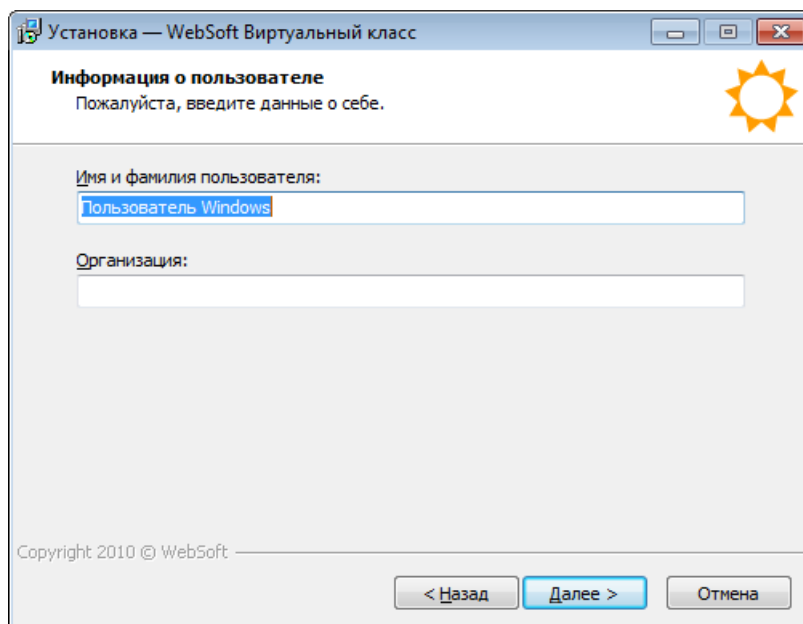 Установка — WebSoft Виртуальный класс
Информация о пользователе
Пожалуйста, введите данные о себе.
Имя и фамилия пользователя:
Пользователь Windows
Организация:
Copyright 2010 © WebSoft
< Назад Далее > Отмена